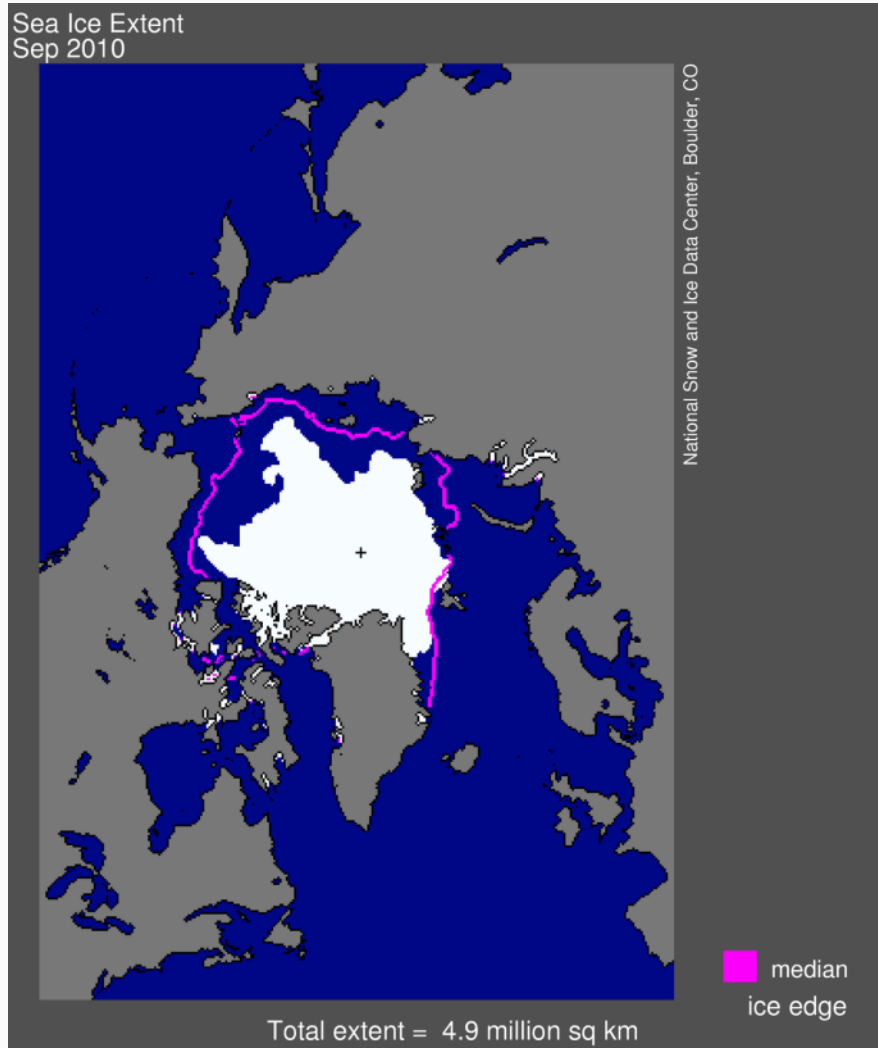 Sea Ice Extent
Sep 2010
National Snow and Ice Data Center, Boulder, CO
median
ice edge
Total extent = 4.9 million sq km